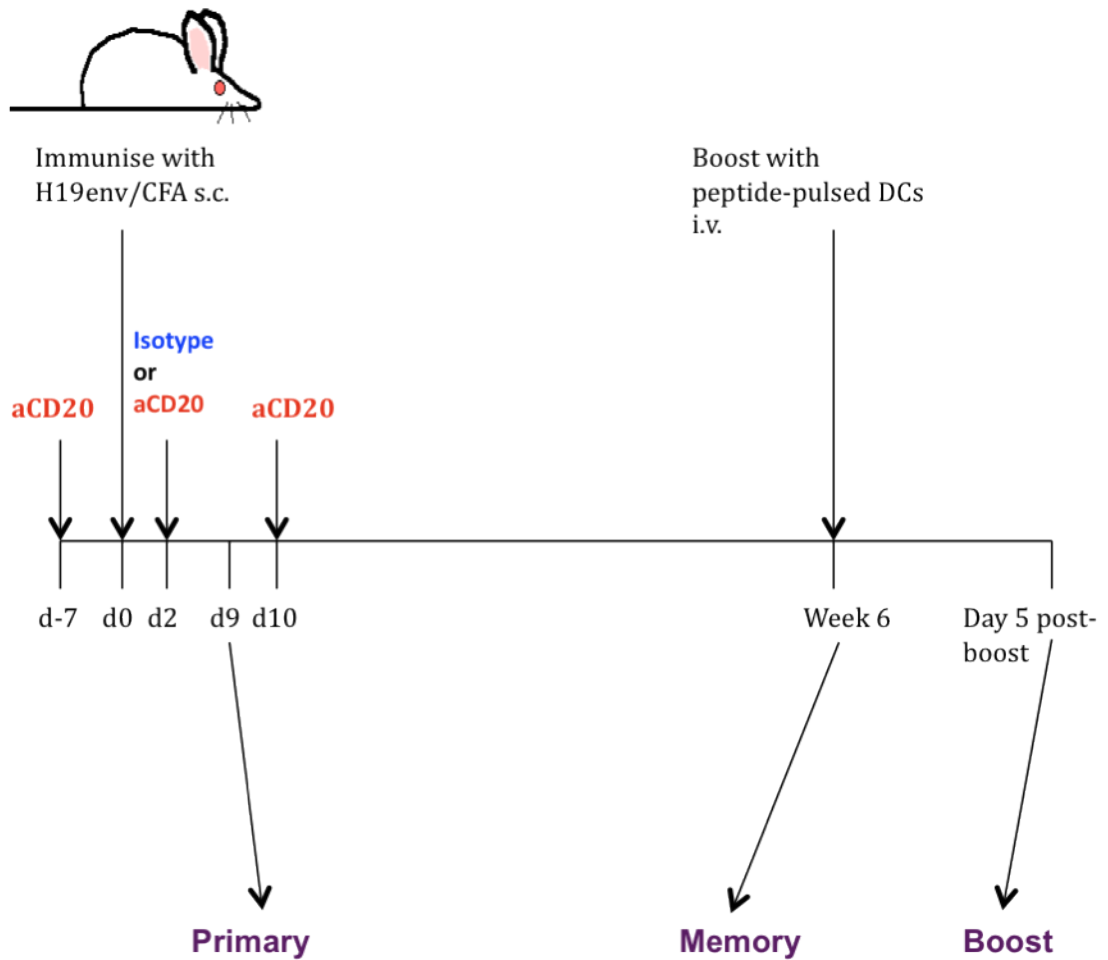 Immunise with
H19env/CFA s.c.
Boost with
peptide-pulsed DCs
i.v.
Isotype
or
aCD20
aCD20
aCD20
d-7 d0 d2 d9 d10
Week 6
Day 5 post-
boost
Primary
Memory
Boost